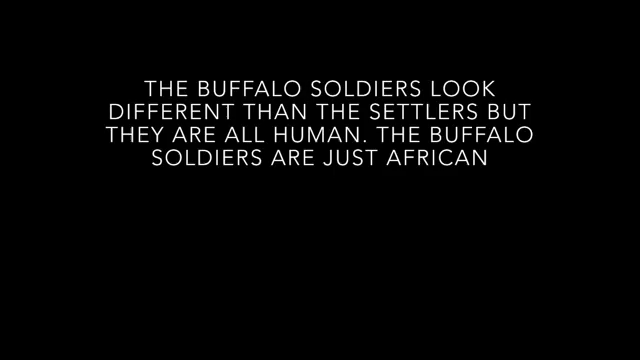 THE BUFFALO SOLDIERS LOOK
DIFFERENT THAN THE SETTLERS BUT
THEY ARE ALL HUMAN. THE BUFFALO
SOLDIERS ARE JUST AFRICAN